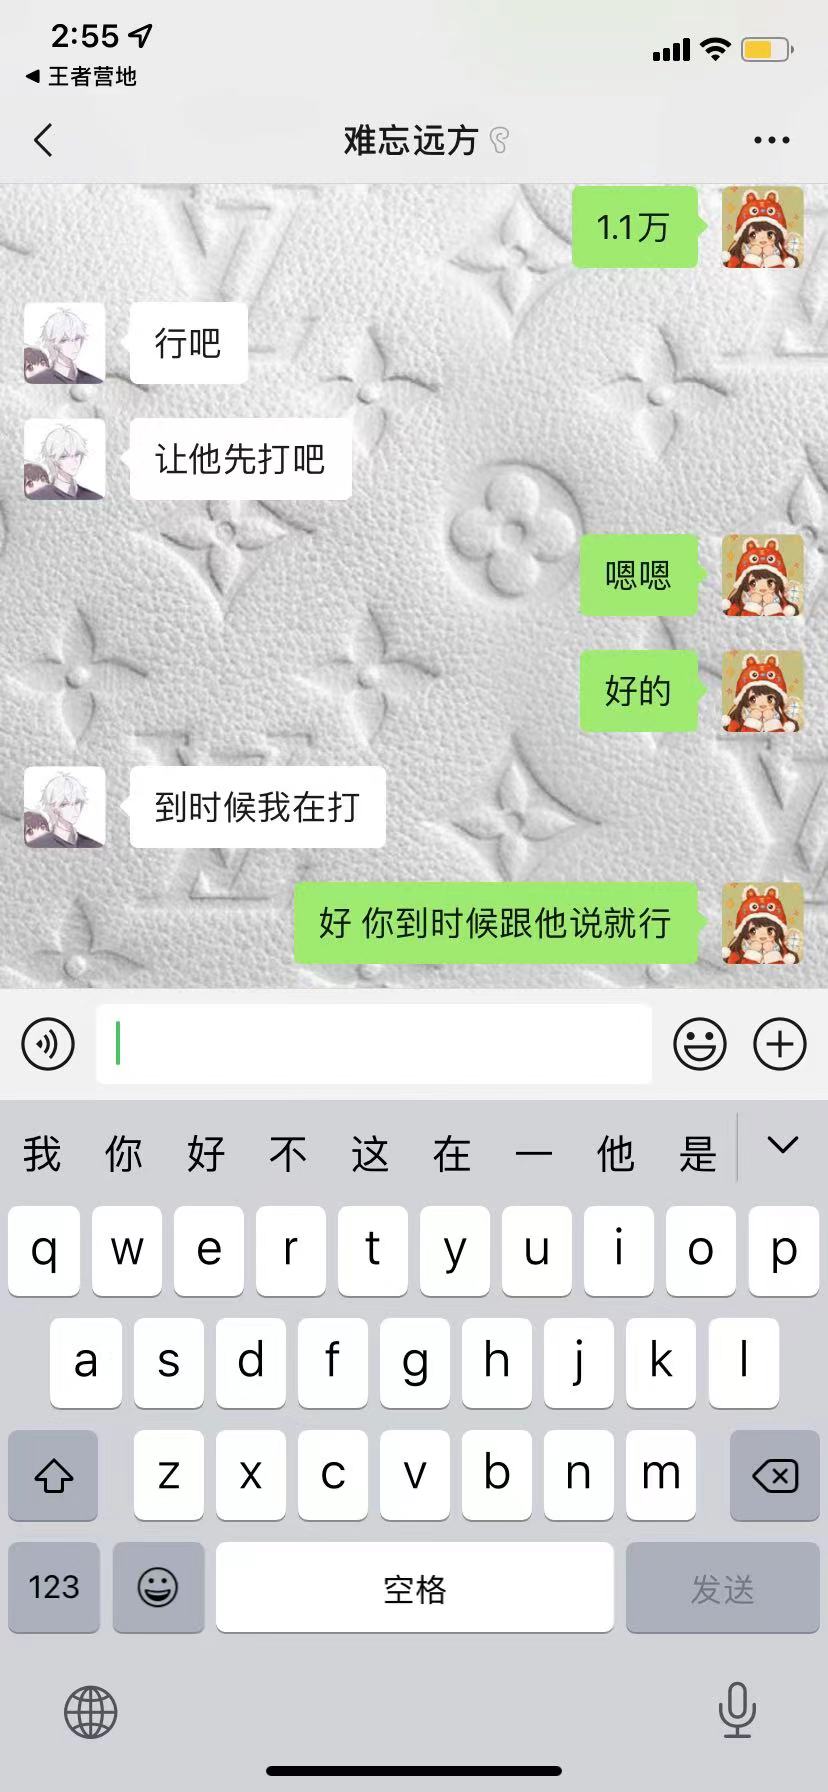 2:55
王者营地
难忘远方
1.1万
行吧
让他先打吧
嗯嗯
好的
到时候我在打
好 你到时候跟他说就行
我 你 好 不 这 在 一 他 是
q w e r t y u i o p
a s d f g h j k l
z x c v b n m
123 空格 发送